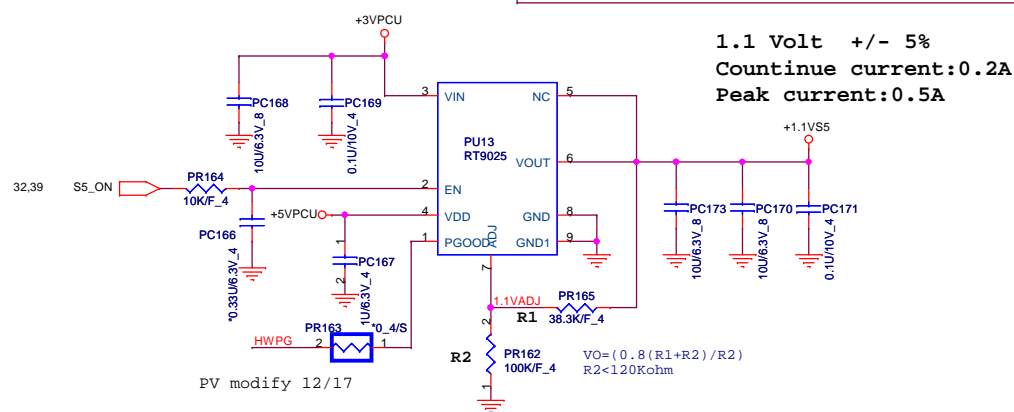 +3VPCU
1.1 Volt  +/- 5%
Countinue current:0.2A
Peak current:0.5A
PC168
10U/6.3V_8
PC169
0.1U/10V_4
3
VIN
NC
5
PU13
RT9025
+1.1VS5
VOUT
6
32,39
S5_ON
PR164
10K/F_4
2
EN
PC166
*0.33U/6.3V_4
+5VPCU
4
VDD
GND
8
1
PGOOD
ADJ
GND1
9
7
1
PC167
2
1U/6.3V_4
PC173
10U/6.3V_8
PC170
10U/6.3V_8
PC171
0.1U/10V_4
1.1VADJ
PR165
R1
38.3K/F_4
HWPG
PR163
*0_4/S
2
1
R2
2
PR162
100K/F_4
1
VO=(0.8(R1+R2)/R2)
R2<120Kohm
PV modify 12/17